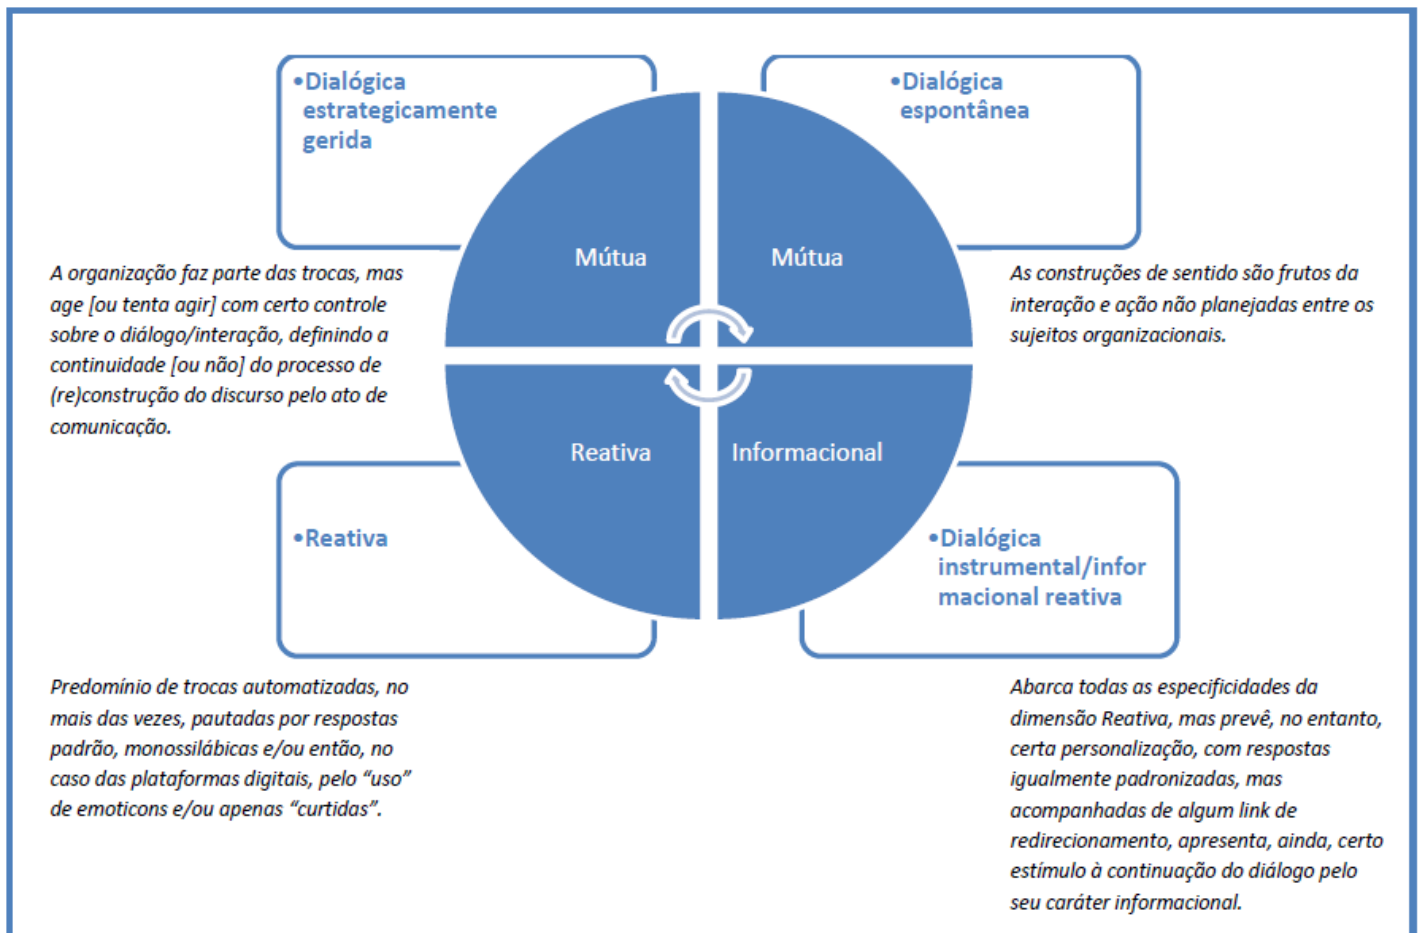 •Dialógica
estrategicamente
gerida
•Dialógica
espontânea
Mútua
Mútua
A organização faz parte das trocas, mas
age [ou tenta agir] com certo controle
sobre o diálogo/interação, definindo a
continuidade [ou não] do processo de
(re)construção do discurso pelo ato de
comunicação.
As construções de sentido são frutos da
interação e ação não planejadas entre os
sujeitos organizacionais.
Reativa
Informacional
•Reativa
•Dialógica
instrumental/infor
macional reativa
Predomínio de trocas automatizadas, no
mais das vezes, pautadas por respostas
padrão, monossilábicas e/ou então, no
caso das plataformas digitais, pelo “uso”
de emoticons e/ou apenas “curtidas”.
Abarca todas as especificidades da
dimensão Reativa, mas prevê, no entanto,
certa personalização, com respostas
igualmente padronizadas, mas
acompanhadas de algum link de
redirecionamento, apresenta, ainda, certo
estímulo à continuação do diálogo pelo
seu caráter informacional.